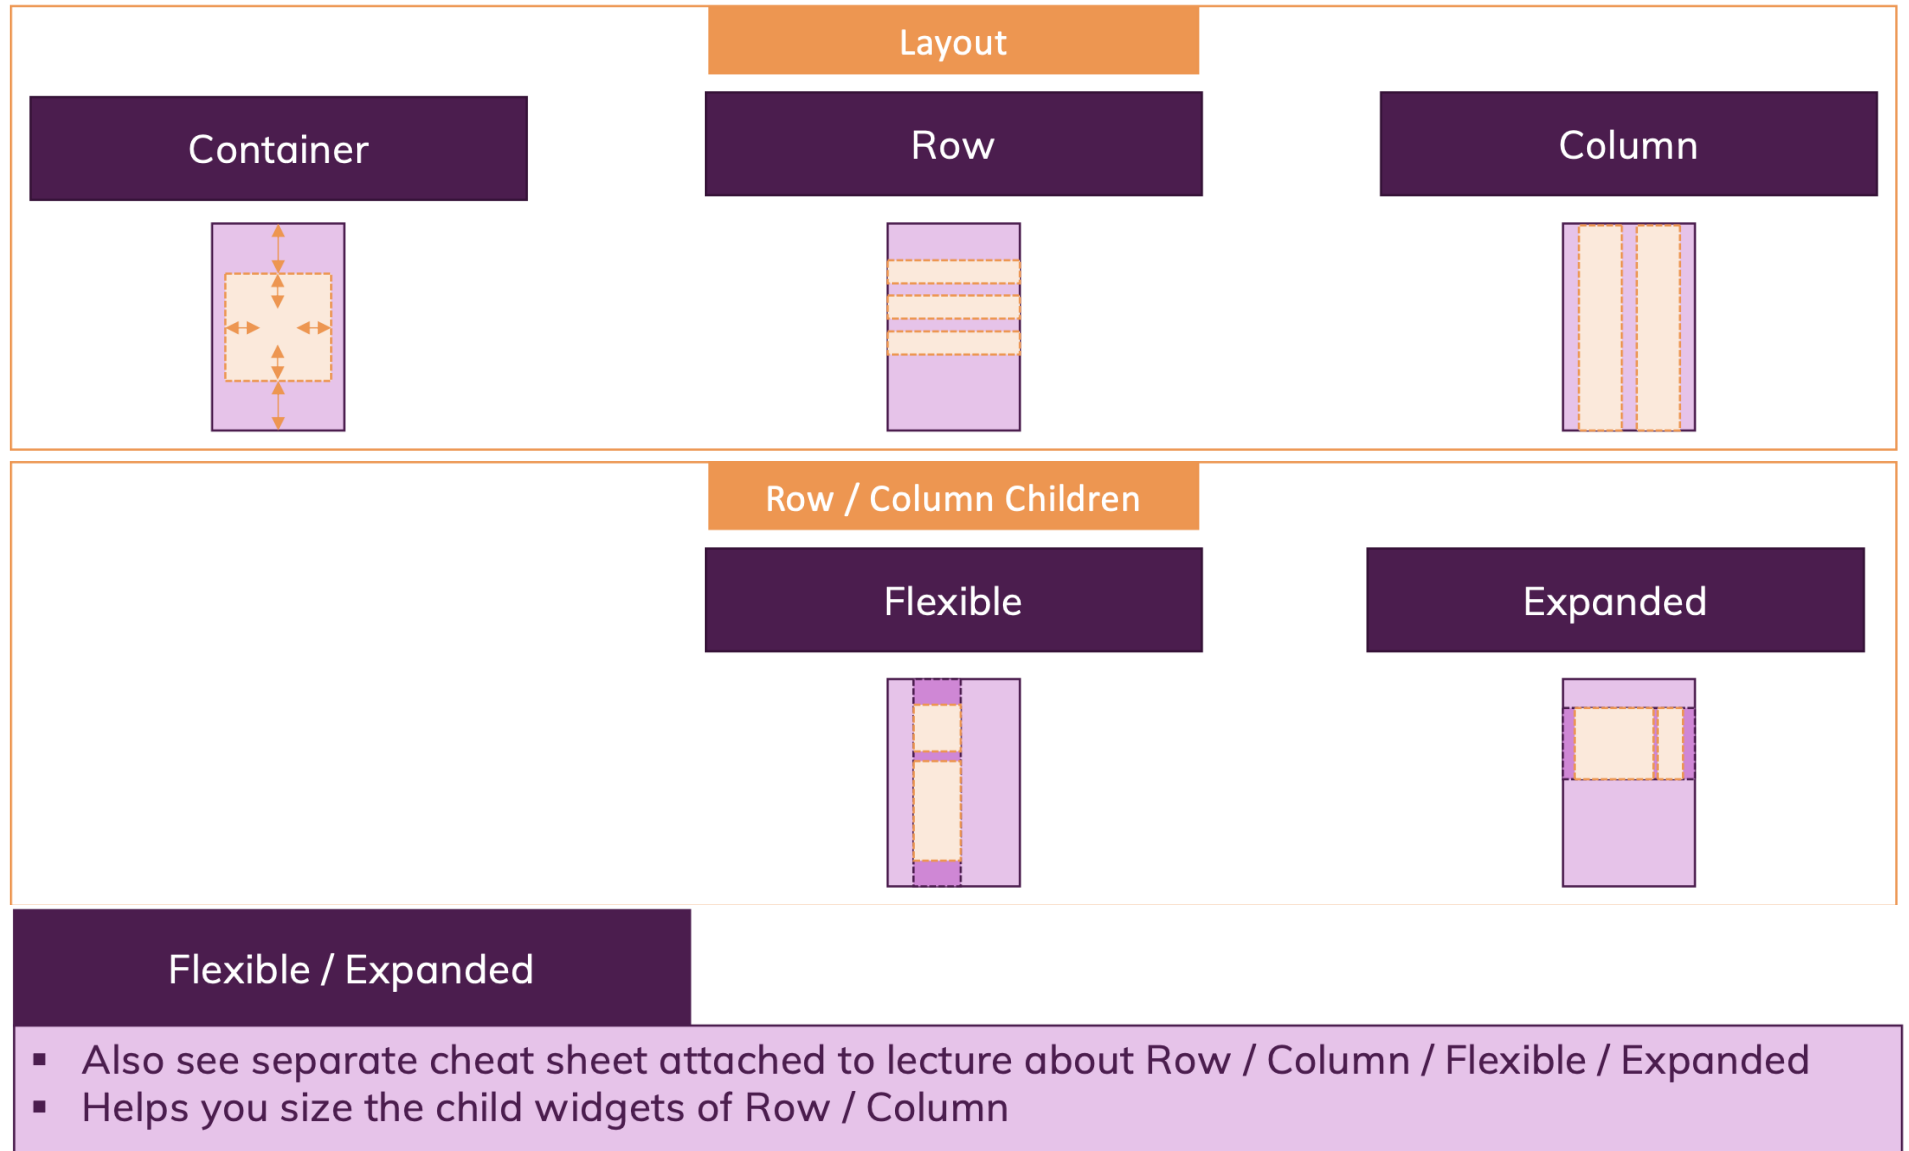 Layout
Container
Row
Column
Row / Column Children
Flexible
Expanded
Flexible / Expanded
▪ Also see separate cheat sheet attached to lecture about Row / Column / Flexible / Expanded
▪ Helps you size the child widgets of Row / Column